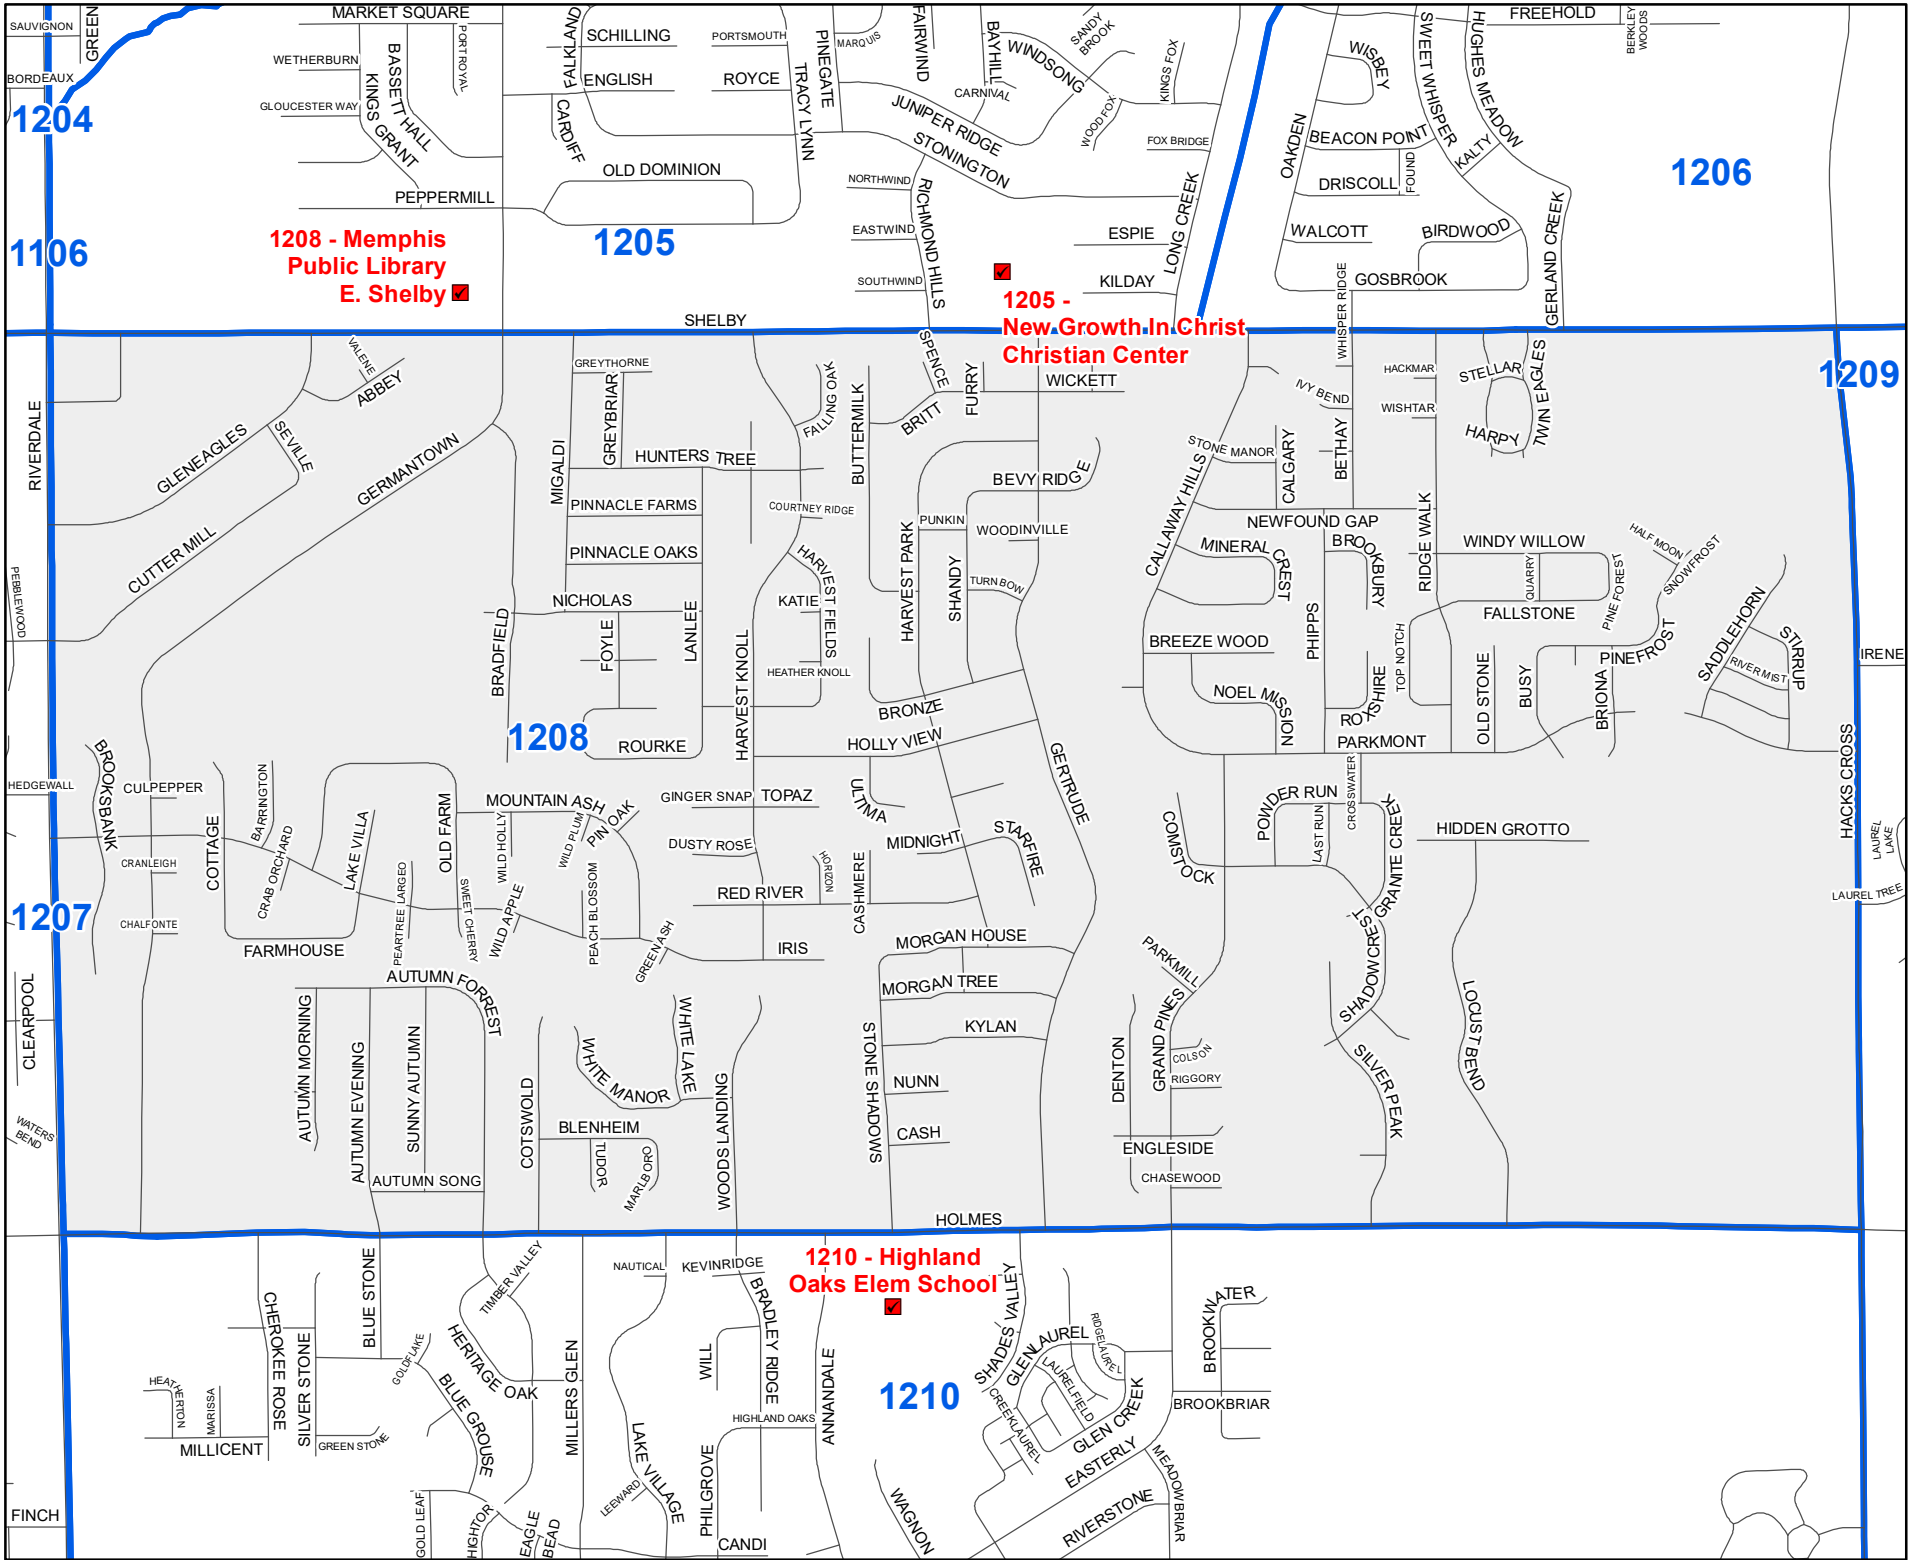 SAUVIGNON
GREEN
MARKET SQUARE
PORT ROYAL
FALKLAND
SCHILLING
PORTSMOUTH
PINEGATE
MARQUIS
FAIRWIND
BAYHILL
WINDSONG
SANDY
BROOK
KINGS FOX
WISBEY
SWEET WHISPER
HUGHES MEADOW
FREEHOLD
BERKLEY
WOODS
BORDEAUX
WETHERBURN
BASSETT HALL
KINGS GRANT
ENGLISH
ROYCE
TRACY LYNN
CARNIVAL
1204
GLOUCESTER WAY
CARDIFF
JUNIPER RIDGE
STONINGTON
WOOD FOX
FOX BRIDGE
OAKDEN
BEACON POINT
KALTY
1206
OLD DOMINION
NORTHWIND
DRISCOLL
FOUND
PEPPERMILL
RICHMOND HILLS
LONG CREEK
GERLAND CREEK
1106
1208 - Memphis
Public Library
E. Shelby
1205
EASTWIND
ESPIE
WALCOTT
BIRDWOOD
SOUTHWIND
KILDAY
WHISPER RIDGE
GOSBROOK
1205 -
New Growth In Christ
Christian Center
SHELBY
1209
VALENE
ABBEY
GREYTHORNE
GREYBRIAR
FALLING OAK
BUTTERMILK
SPENCE
BRITT
FURRY
WICKETT
IVY BEND
HACKMAR
WISHTAR
STELLAR
TWIN EAGLES
HARPY
RIVERDALE
GLENEAGLES
SEVILLE
GERMANTOWN
MIGALDI
HUNTERS TREE
BEVY RIDGE
STONE MANOR
CALGARY
BETHAY
CUTTER MILL
PINNACLE FARMS
COURTNEY RIDGE
HARVEST PARK
PUNKIN
WOODINVILLE
CALLAWAY HILLS
NEWFOUND GAP
RIDGE WALK
PINNACLE OAKS
HARVEST FIELDS
SHANDY
TURN BOW
MINERAL CREST
BROOKBURY
WINDY WILLOW
QUARRY
PINE FOREST
HALF MOON
SNOWFROST
PEBBLEWOOD
NICHOLAS
KATIE
FALLSTONE
SADDLEHORN
STIRRUP
BRADFIELD
FOYLE
LANLEE
HARVEST KNOLL
HEATHER KNOLL
BREEZE WOOD
PHIPPS
TOP NOTCH
OLD STONE
BUSY
BRIONA
PINEFROST
RIVER MIST
IRENE
NOEL MISSION
ROXSHIRE
BRONZE
1208
ROURKE
HOLLY VIEW
GERTRUDE
PARKMONT
HACKS CROSS
BROOKSBANK
HEDGEWALL
CULPEPPER
COTTAGE
BARRINGTON
OLD FARM
MOUNTAIN ASH
GINGER SNAP
TOPAZ
ULTIMA
POWDER RUN
CROSSWATER
GRANITE CREEK
HIDDEN GROTTO
WILD HOLLY
WILD PLUM
PIN OAK
DUSTY ROSE
MIDNIGHT
STARFIRE
COMSTOCK
LAST RUN
LAUREL
LAKE
CRANLEIGH
CRAB ORCHARD
LAKE VILLA
PEARTREE LARGEO
SWEET CHERRY
WILD APPLE
PEACH BLOSSOM
RED RIVER
HORIZON
CASHMERE
LAUREL TREE
1207
CHALFONTE
FARMHOUSE
GREEN ASH
IRIS
MORGAN HOUSE
PARKMILL
SHADOWCREST
AUTUMN FORREST
MORGAN TREE
CLEARPOOL
AUTUMN MORNING
AUTUMN EVENING
SUNNY AUTUMN
WHITE LAKE
WHITE MANOR
STONE SHADOWS
KYLAN
GRAND PINES
COLSON
LOCUST BEND
SILVER PEAK
DENTON
NUNN
RIGGORY
COTSWOLD
WOODS LANDING
WATERS
BEND
BLENHEIM
CASH
ENGLESIDE
TUDOR
MARLBORO
AUTUMN SONG
CHASEWOOD
HOLMES
BLUE STONE
TIMBER VALLEY
NAUTICAL
KEVINRIDGE
1210 - Highland
Oaks Elem School
SHADES VALLEY
CHEROKEE ROSE
SILVER STONE
GOLDFLAKE
HERITAGE OAK
MILLERS GLEN
WILL
BRADLEY RIDGE
ANNANDALE
GLENLAUREL
RIDGELAUREL
BROOKWATER
HEATHERTON
MARISSA
BLUE GROUSE
1210
LAURELFIELD
CREEKLAUREL
GLEN CREEK
BROOKBRIAR
MILLICENT
GREEN STONE
LAKE VILLAGE
HIGHLAND OAKS
EASTERLY
MEADOWBRIAR
FINCH
GOLD LEAF
HIGHTOR
EAGLE
BEAD
LEEWARD
PHILGROVE
CANDI
WAGNON
RIVERSTONE